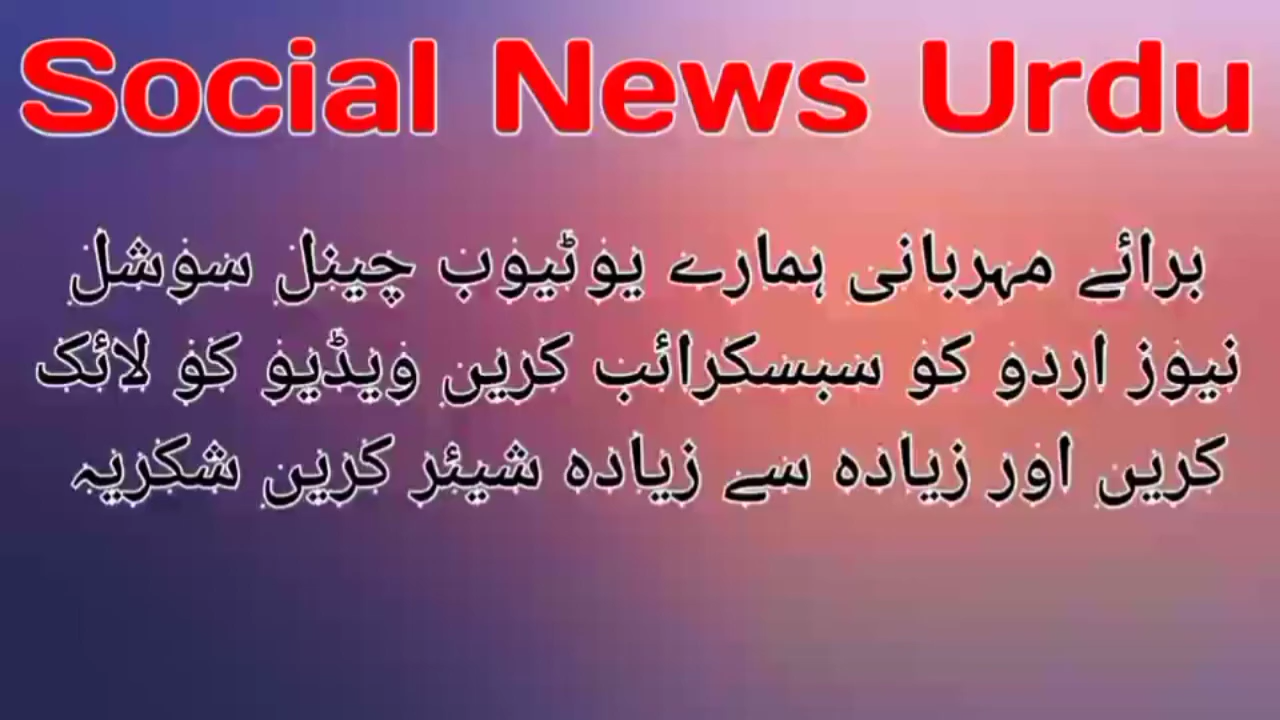 Social News Urdu
برائے مہربانی ہمارے یوٹیوب چینل سوشل
نیوز اردو کو سبسکرائب کریں ویڈیو کو لائک
کریں اور زیادہ سے زیادہ شیئر کریں شکریہ